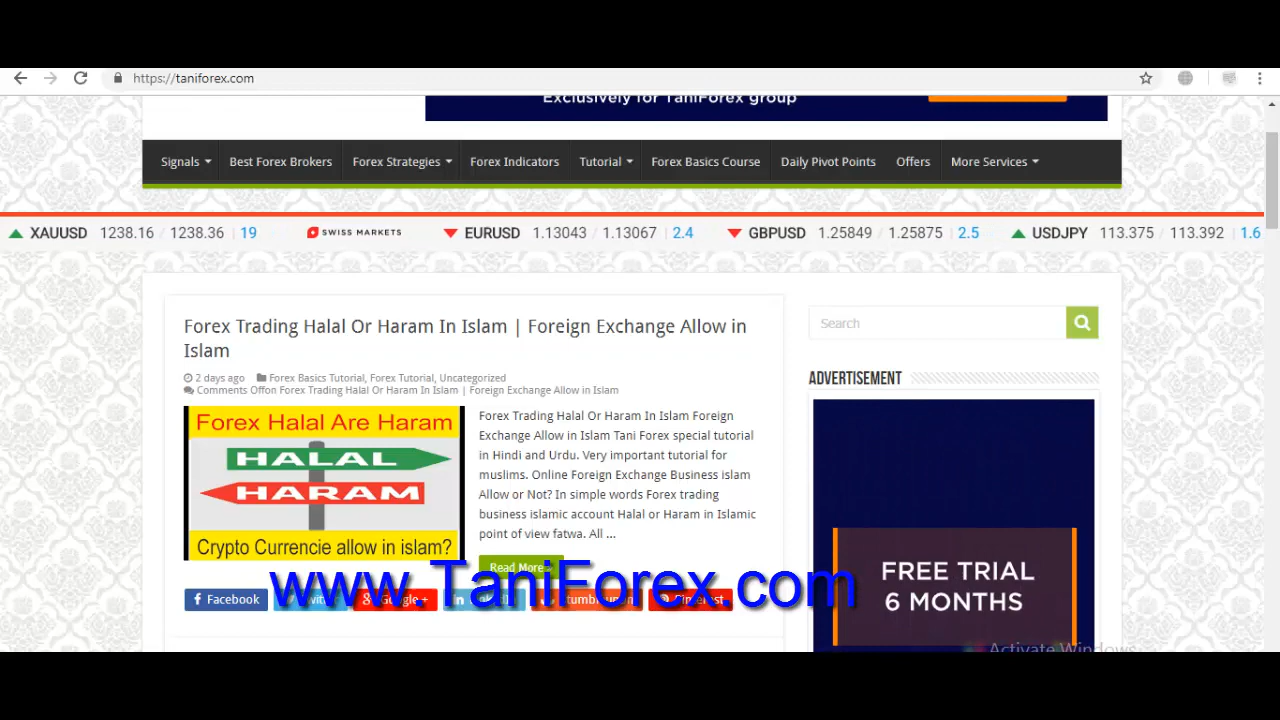 https://taniforex.com
Exclusively for TaniForex group
Signals Best Forex Brokers Forex Strategies Forex Indicators Tutorial Forex Basics Course Daily Pivot Points Offers More Services
XAUUSD 1238.16 / 1238.36 | 19 SWISS MARKETS EURUSD 1.13043 / 1.13067 | 2.4 GBPUSD 1.25849 / 1.25875 | 2.5 USDJPY 113.375 / 113.392 | 1.6
Forex Trading Halal Or Haram In Islam | Foreign Exchange Allow in
Islam
2 days ago Forex Basics Tutorial, Forex Tutorial, Uncategorized
Comments Offon Forex Trading Halal Or Haram In Islam | Foreign Exchange Allow in Islam
Forex Halal Are Haram
HALAL
HARAM
Crypto Currencie allow in islam?
Forex Trading Halal Or Haram In Islam Foreign
Exchange Allow in Islam Tani Forex special tutorial
in Hindi and Urdu. Very important tutorial for
muslims. Online Foreign Exchange Business islam
Allow or Not? In simple words Forex trading
business islamic account Halal or Haram in Islamic
point of view fatwa. All ...
Read More
www.TaniForex.com
Facebook Google +
Search
ADVERTISEMENT
FREE TRIAL
6 MONTHS
Activate Windows